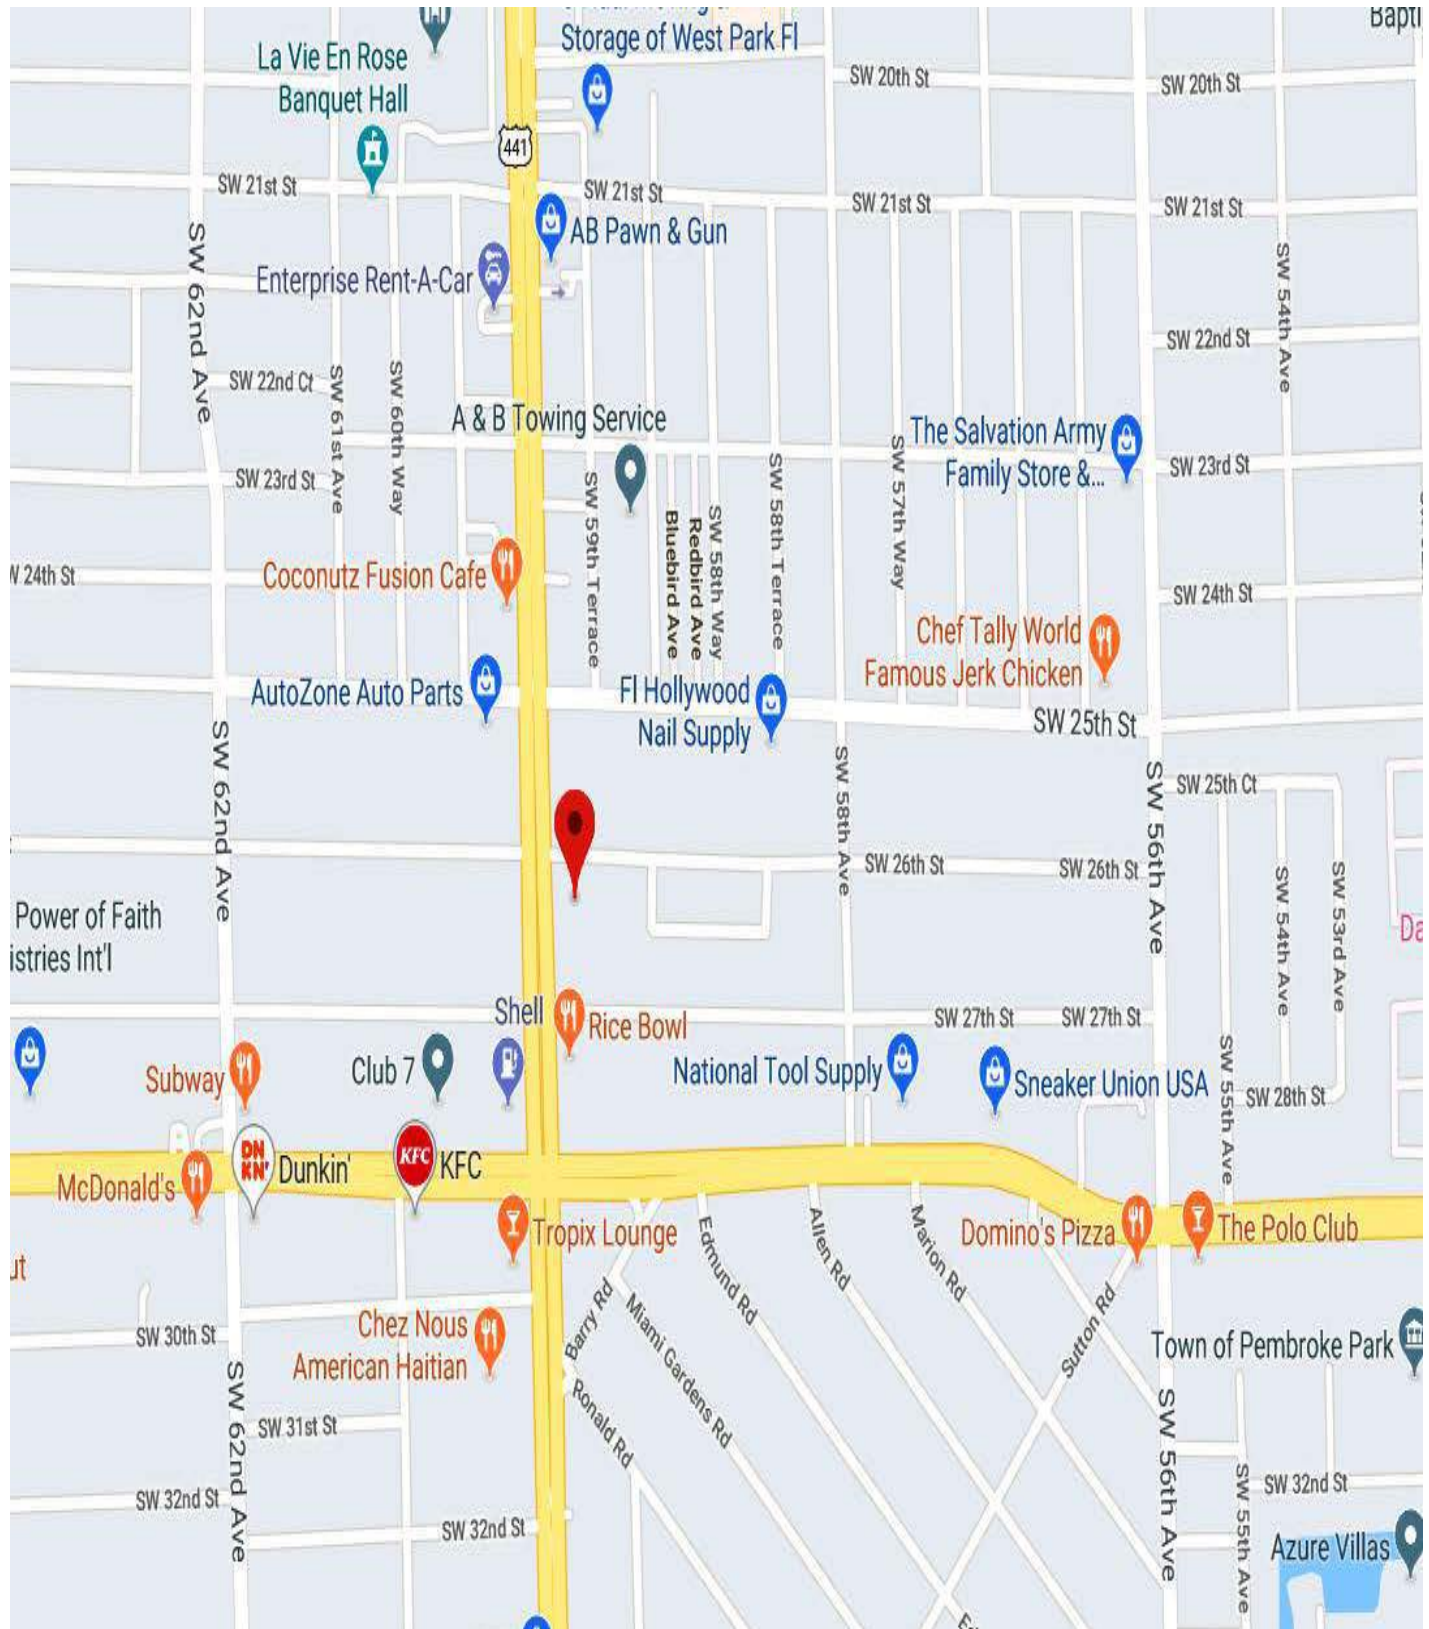 Storage of West Park Fl
La Vie En Rose
Banquet Hall
SW 20th St
SW 20th St
441
SW 21st St
SW 21st St
SW 21st St
SW 21st St
AB Pawn & Gun
SW 62nd Ave
Enterprise Rent-A-Car
SW 54th Ave
SW 22nd St
SW 22nd Ct
SW 61st Ave
SW 60th Way
A & B Towing Service
The Salvation Army
Family Store &...
SW 23rd St
SW 23rd St
SW 59th Terrace
Bluebird Ave
Redbird Ave
SW 58th Way
SW 58th Terrace
SW 57th Way
24th St
Coconutz Fusion Cafe
SW 24th St
Chef Tally World
Famous Jerk Chicken
AutoZone Auto Parts
Fl Hollywood
Nail Supply
SW 25th St
SW 62nd Ave
SW 58th Ave
SW 56th Ave
SW 25th Ct
SW 26th St
SW 26th St
SW 54th Ave
SW 53rd Ave
Power of Faith
istries Int'l
Da
Shell
Rice Bowl
SW 27th St
SW 27th St
Subway
Club 7
National Tool Supply
Sneaker Union USA
SW 55th Ave
SW 28th St
DN
KN'
Dunkin'
KFC
KFC
McDonald's
Tropix Lounge
Edmund Rd
Allen Rd
Marion Rd
Domino's Pizza
The Polo Club
ut
SW 30th St
Chez Nous
American Haitian
Barry Rd
Miami Gardens Rd
Sutton Rd
Town of Pembroke Park
SW 62nd Ave
SW 31st St
Ronald Rd
SW 56th Ave
SW 32nd St
SW 32nd St
SW 32nd St
SW 55th Ave
Azure Villas